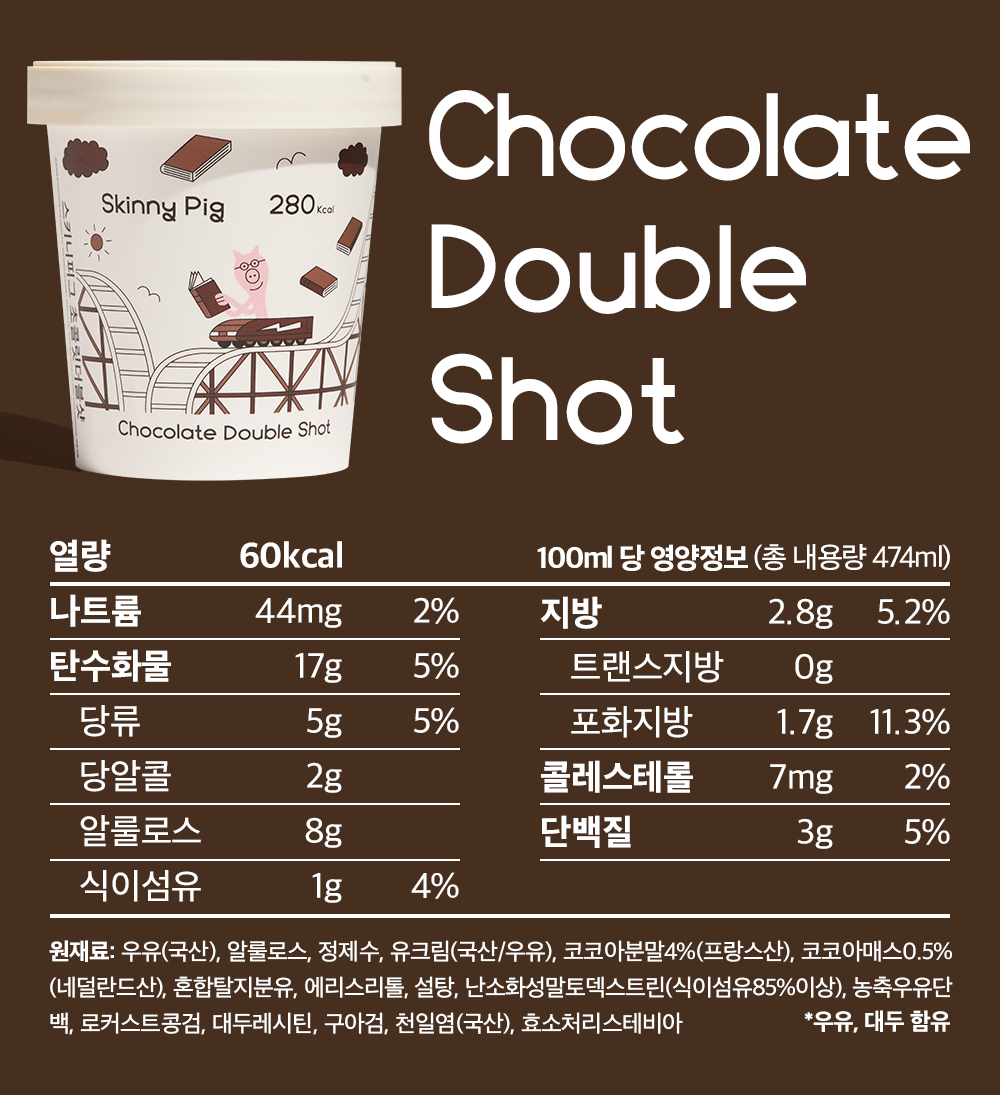 Chocolate
Double
Shot
Skinny Pig 280Kcal
스키니피그 초콜릿더블샷
Chocolate Double Shot
열량 60kcal 100ml 당 영양정보 (총 내용량 474ml)
나트륨 44mg 2% 지방 2.8g 5.2%
탄수화물 17g 5% 트랜스지방 0g
당류 5g 5% 포화지방 1.7g 11.3%
당알콜 2g 콜레스테롤 7mg 2%
알룰로스 8g 단백질 3g 5%
식이섬유 1g 4%
원재료: 우유(국산), 알룰로스, 정제수, 유크림(국산/우유), 코코아분말4%(프랑스산), 코코아매스0.5%
(네덜란드산), 혼합탈지분유, 에리스리톨, 설탕, 난소화성말토덱스트린(식이섬유85%이상), 농축우유단
백, 로커스트콩검, 대두레시틴, 구아검, 천일염(국산), 효소처리스테비아 *우유, 대두 함유